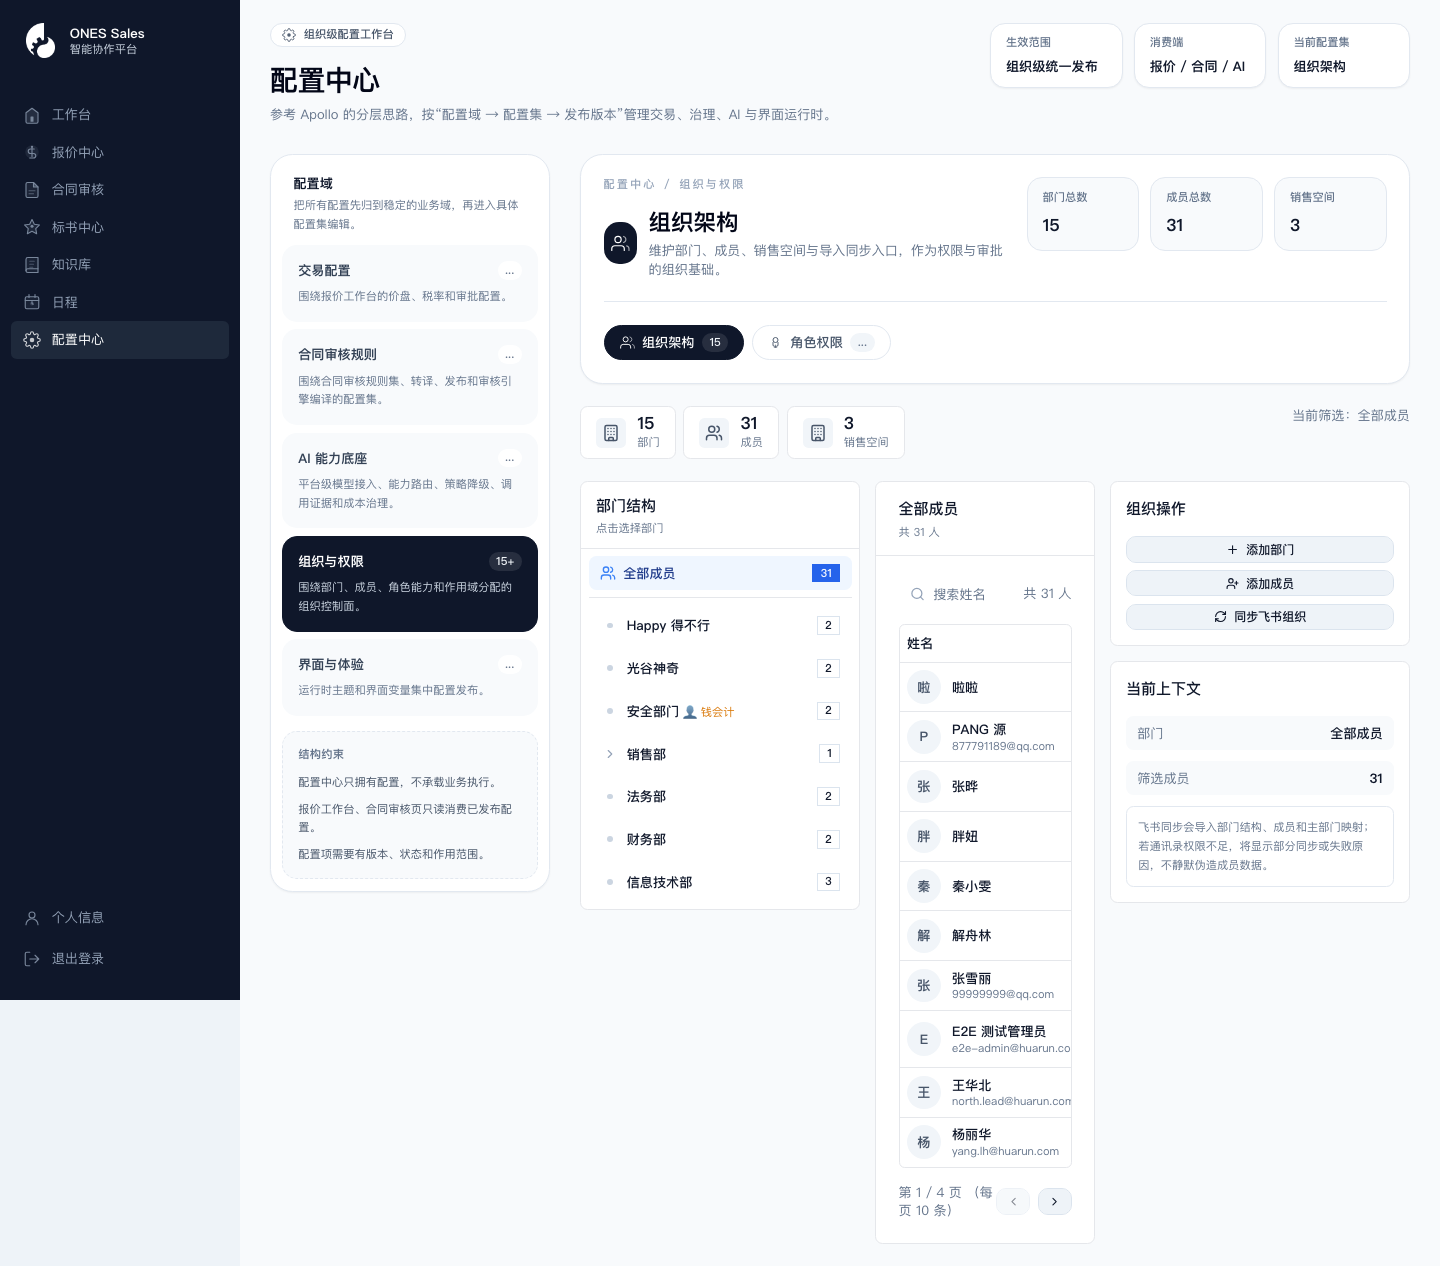 ONES Sales
智能协作平台
工作台
报价中心
合同审核
标书中心
知识库
日程
配置中心
个人信息
退出登录
组织级配置工作台
配置中心
参考 Apollo 的分层思路，按“配置域 → 配置集 → 发布版本”管理交易、治理、AI 与界面运行时。
生效范围
组织级统一发布
消费端
报价 / 合同 / AI
当前配置集
组织架构
配置域
把所有配置先归到稳定的业务域，再进入具体
配置集编辑。
交易配置
...
围绕报价工作台的价盘、税率和审批配置。
合同审核规则
...
围绕合同审核规则集、转译、发布和审核引
擎编译的配置集。
AI 能力底座
...
平台级模型接入、能力路由、策略降级、调
用证据和成本治理。
组织与权限
15+
围绕部门、成员、角色能力和作用域分配的
组织控制面。
界面与体验
...
运行时主题和界面变量集中配置发布。
结构约束
配置中心只拥有配置，不承载业务执行。
报价工作台、合同审核页只读消费已发布配
置。
配置项需要有版本、状态和作用范围。
配置中心 / 组织与权限
组织架构
维护部门、成员、销售空间与导入同步入口，作为权限与审批
的组织基础。
部门总数
15
成员总数
31
销售空间
3
组织架构 15
角色权限 ...
15
部门
31
成员
3
销售空间
当前筛选：全部成员
部门结构
点击选择部门
全部成员 31
Happy 得不行 2
光谷神奇 2
安全部门 👤 钱会计 2
销售部 1
法务部 2
财务部 2
信息技术部 3
全部成员
共 31 人
搜索姓名 共 31 人
姓名
啦 啦啦
P PANG 源
877791189@qq.com
张 张晔
胖 胖妞
秦 秦小雯
解 解舟林
张 张雪丽
99999999@qq.com
E E2E 测试管理员
e2e-admin@huarun.co
王 王华北
north.lead@huarun.com
杨 杨丽华
yang.lh@huarun.com
第 1 / 4 页 （每
页 10 条）
组织操作
添加部门
添加成员
同步飞书组织
当前上下文
部门 全部成员
筛选成员 31
飞书同步会导入部门结构、成员和主部门映射；
若通讯录权限不足，将显示部分同步或失败原
因，不静默伪造成员数据。